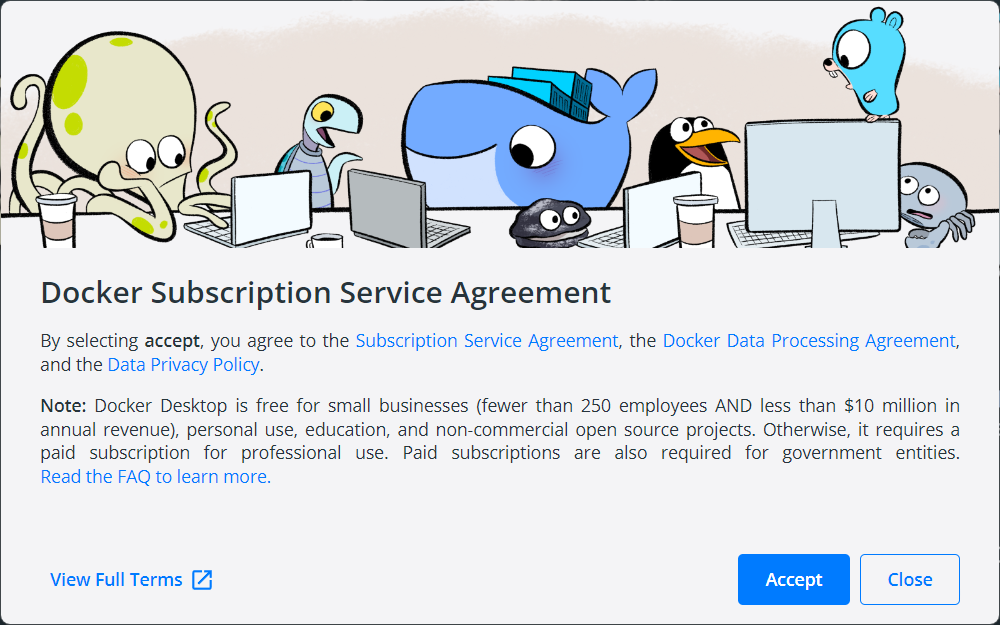 Docker Subscription Service Agreement
By selecting accept, you agree to the Subscription Service Agreement, the Docker Data Processing Agreement,
and the Data Privacy Policy.
Note: Docker Desktop is free for small businesses (fewer than 250 employees AND less than $10 million in
annual revenue), personal use, education, and non-commercial open source projects. Otherwise, it requires a
paid subscription for professional use. Paid subscriptions are also required for government entities.
Read the FAQ to learn more.
View Full Terms
Accept
Close